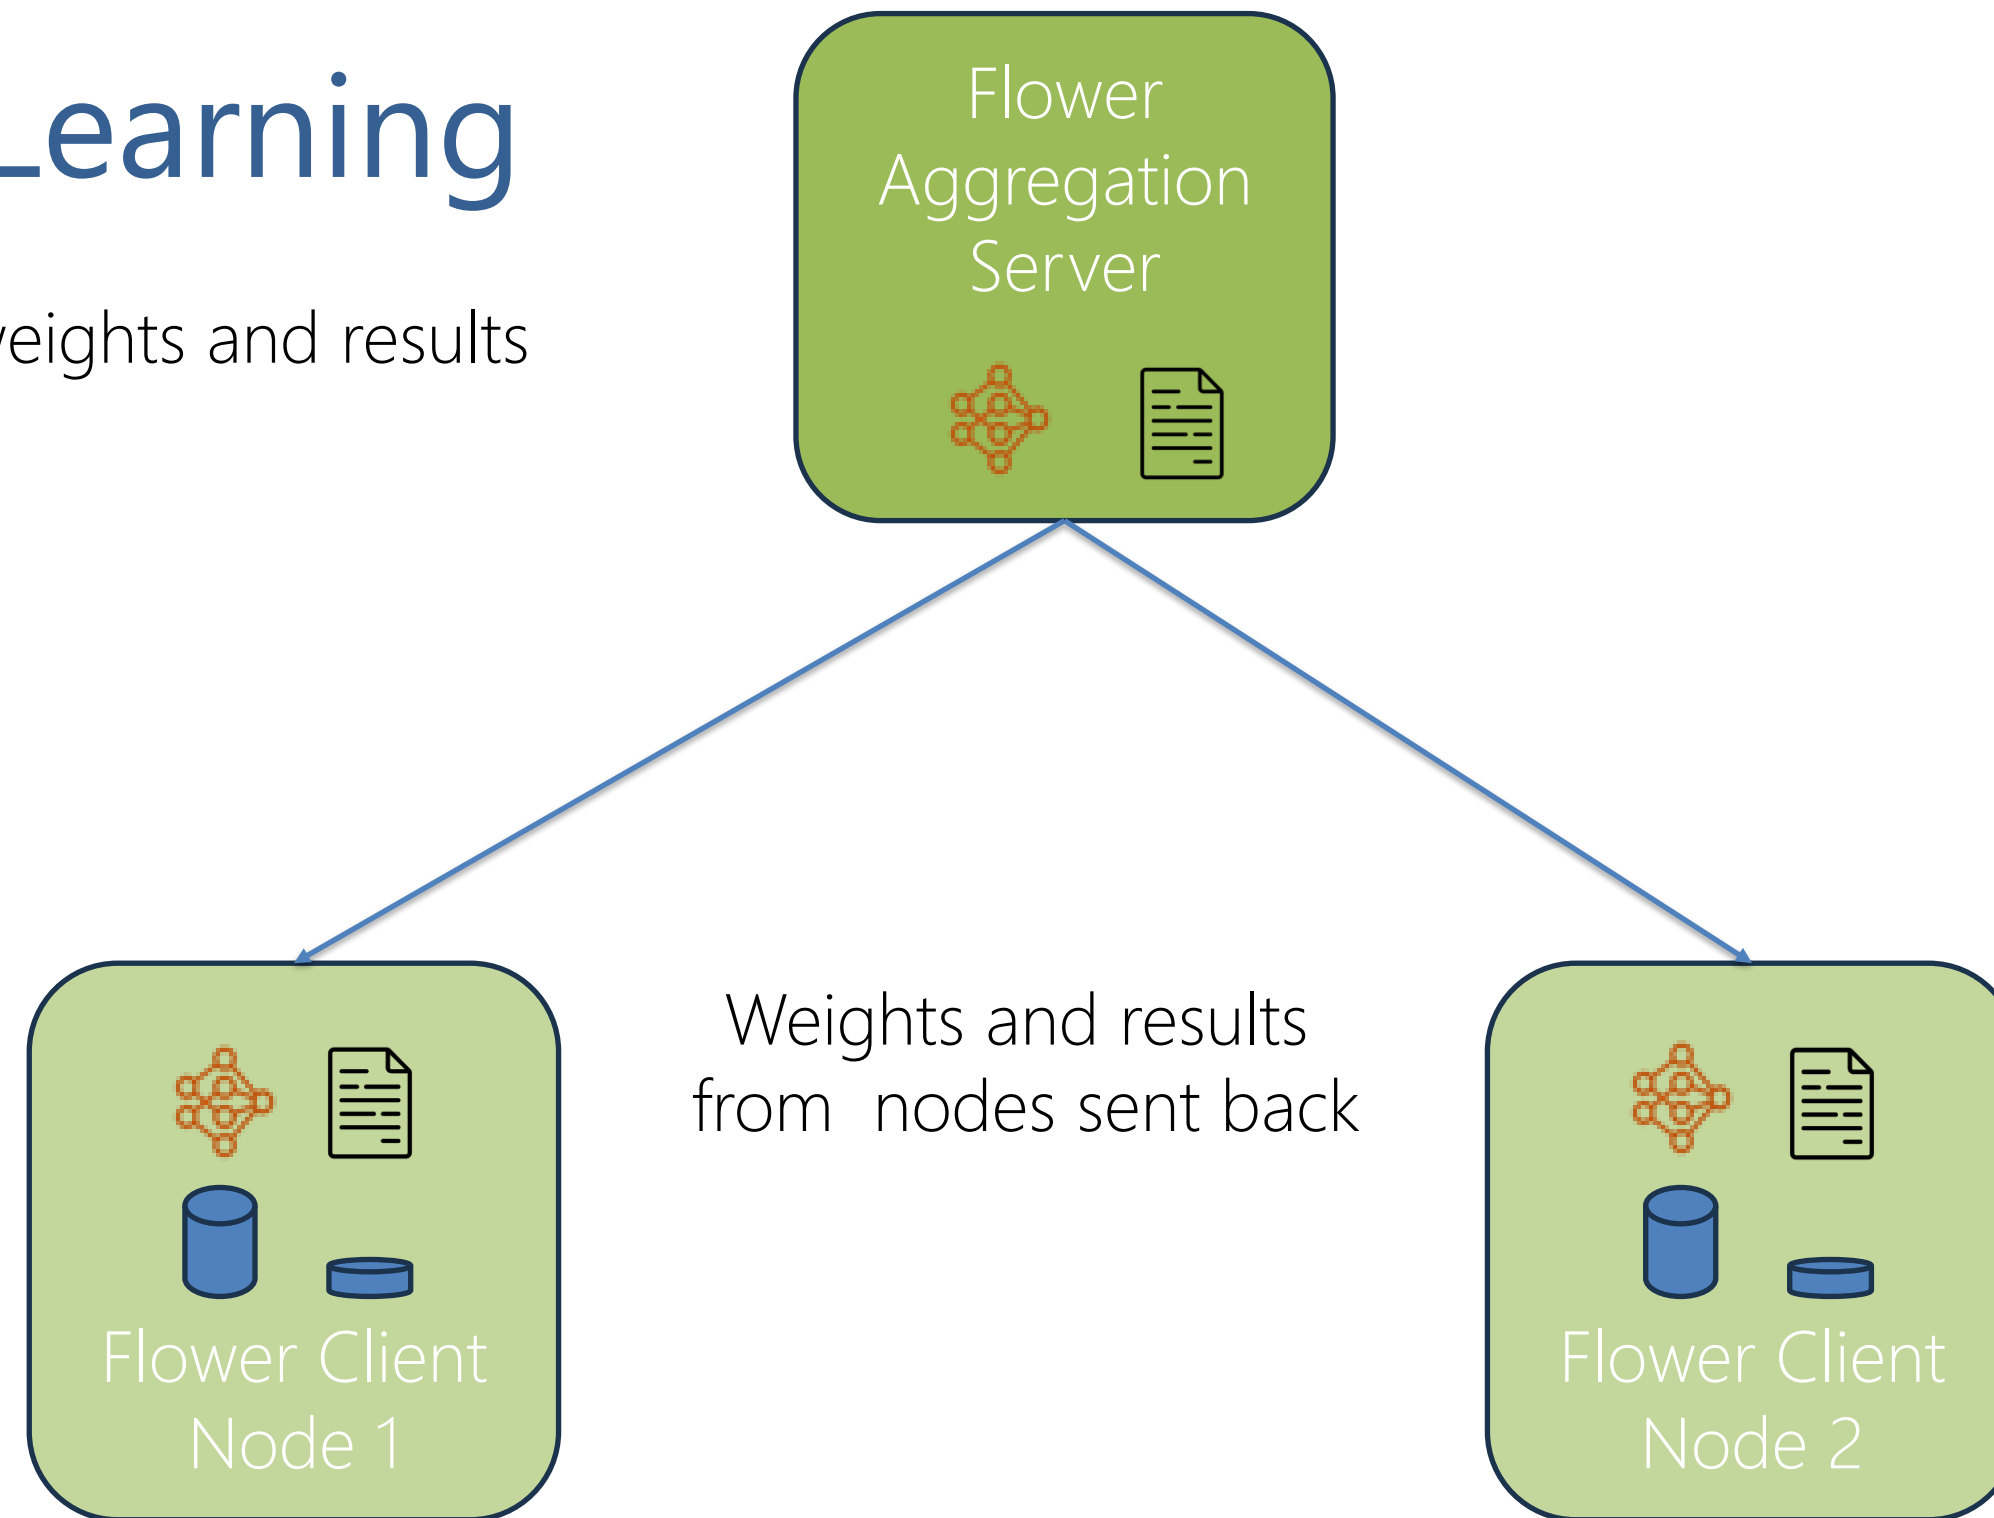 Learning
weights and results
Flower
Aggregation
Server
Weights and results
from nodes sent back
Flower Client
Node 1
Flower Client
Node 2